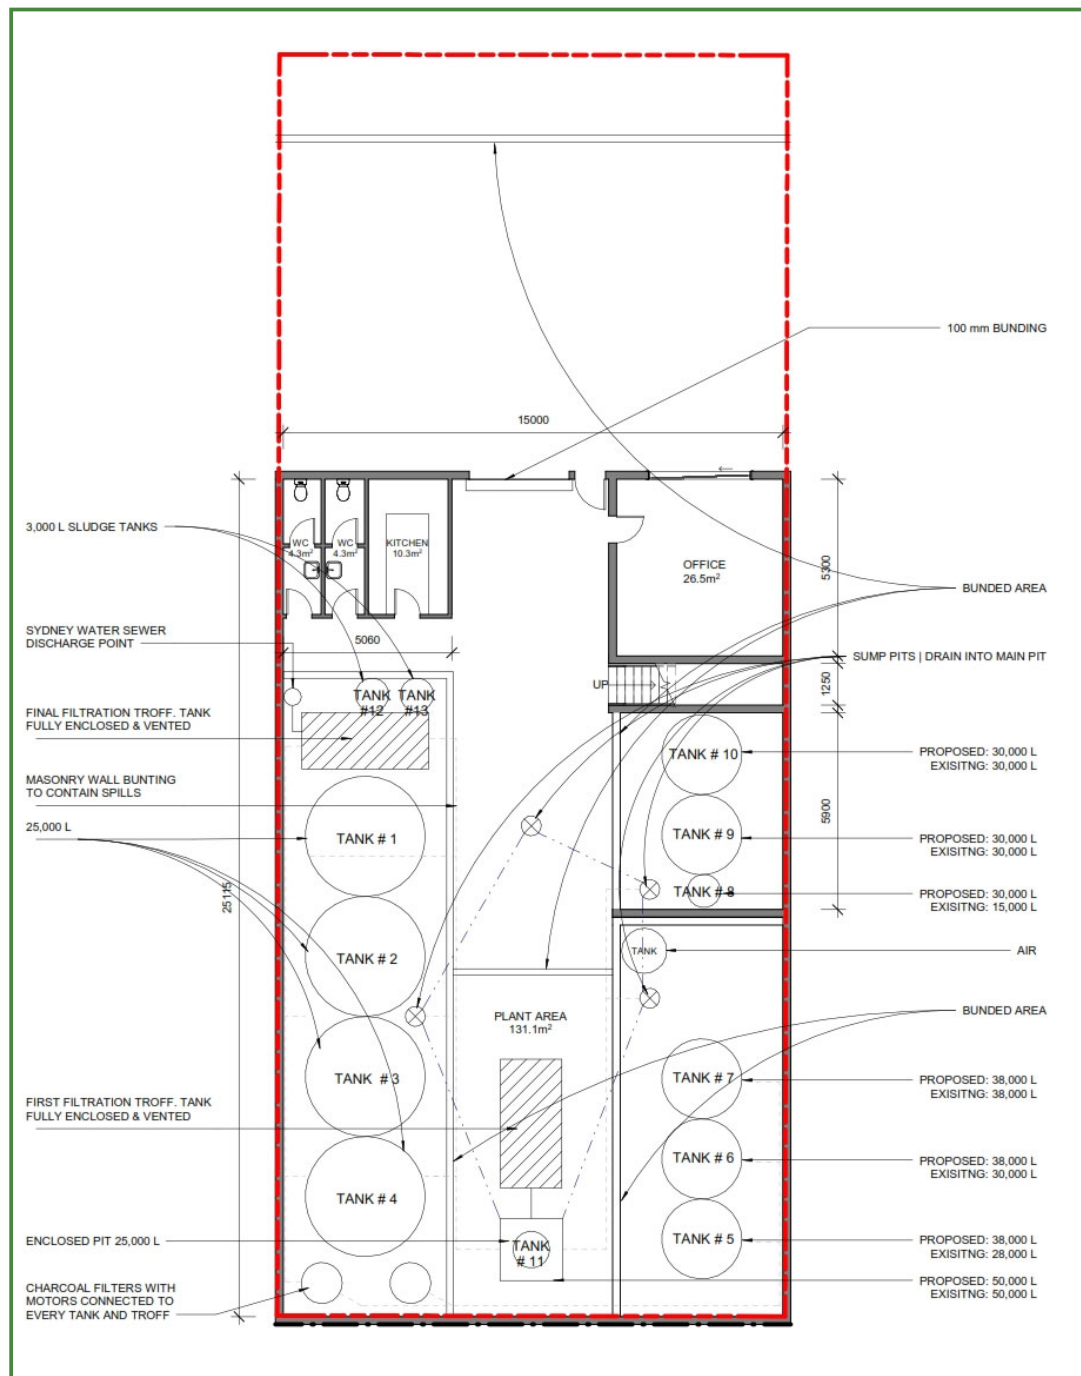 100 mm BUNDING
15000
3,000 L SLUDGE TANKS
WC
4.3m²
WC
4.3m²
KITCHEN
10.3m²
OFFICE
26.5m²
5300
BUNDED AREA
SYDNEY WATER SEWER
DISCHARGE POINT
5060
SUMP PITS | DRAIN INTO MAIN PIT
1250
UP
TANK
#12
TANK
#13
FINAL FILTRATION TROFF. TANK
FULLY ENCLOSED & VENTED
TANK # 10
PROPOSED: 30,000 L
EXISITNG: 30,000 L
MASONRY WALL BUNTING
TO CONTAIN SPILLS
5900
25,000 L
TANK # 1
TANK # 9
PROPOSED: 30,000 L
EXISITNG: 30,000 L
25115
TANK # 8
PROPOSED: 30,000 L
EXISITNG: 15,000 L
TANK # 2
TANK
AIR
PLANT AREA
131.1m²
BUNDED AREA
TANK # 3
TANK # 7
PROPOSED: 38,000 L
EXISITNG: 38,000 L
FIRST FILTRATION TROFF. TANK
FULLY ENCLOSED & VENTED
TANK # 6
PROPOSED: 38,000 L
EXISITNG: 30,000 L
TANK # 4
ENCLOSED PIT 25,000 L
TANK
# 11
TANK # 5
PROPOSED: 38,000 L
EXISITNG: 28,000 L
PROPOSED: 50,000 L
EXISITNG: 50,000 L
CHARCOAL FILTERS WITH
MOTORS CONNECTED TO
EVERY TANK AND TROFF